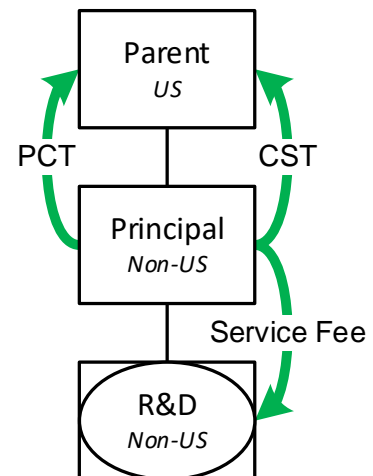 Parent
US
PCT
CST
Principal
Non-US
Service Fee
R&D
Non-US